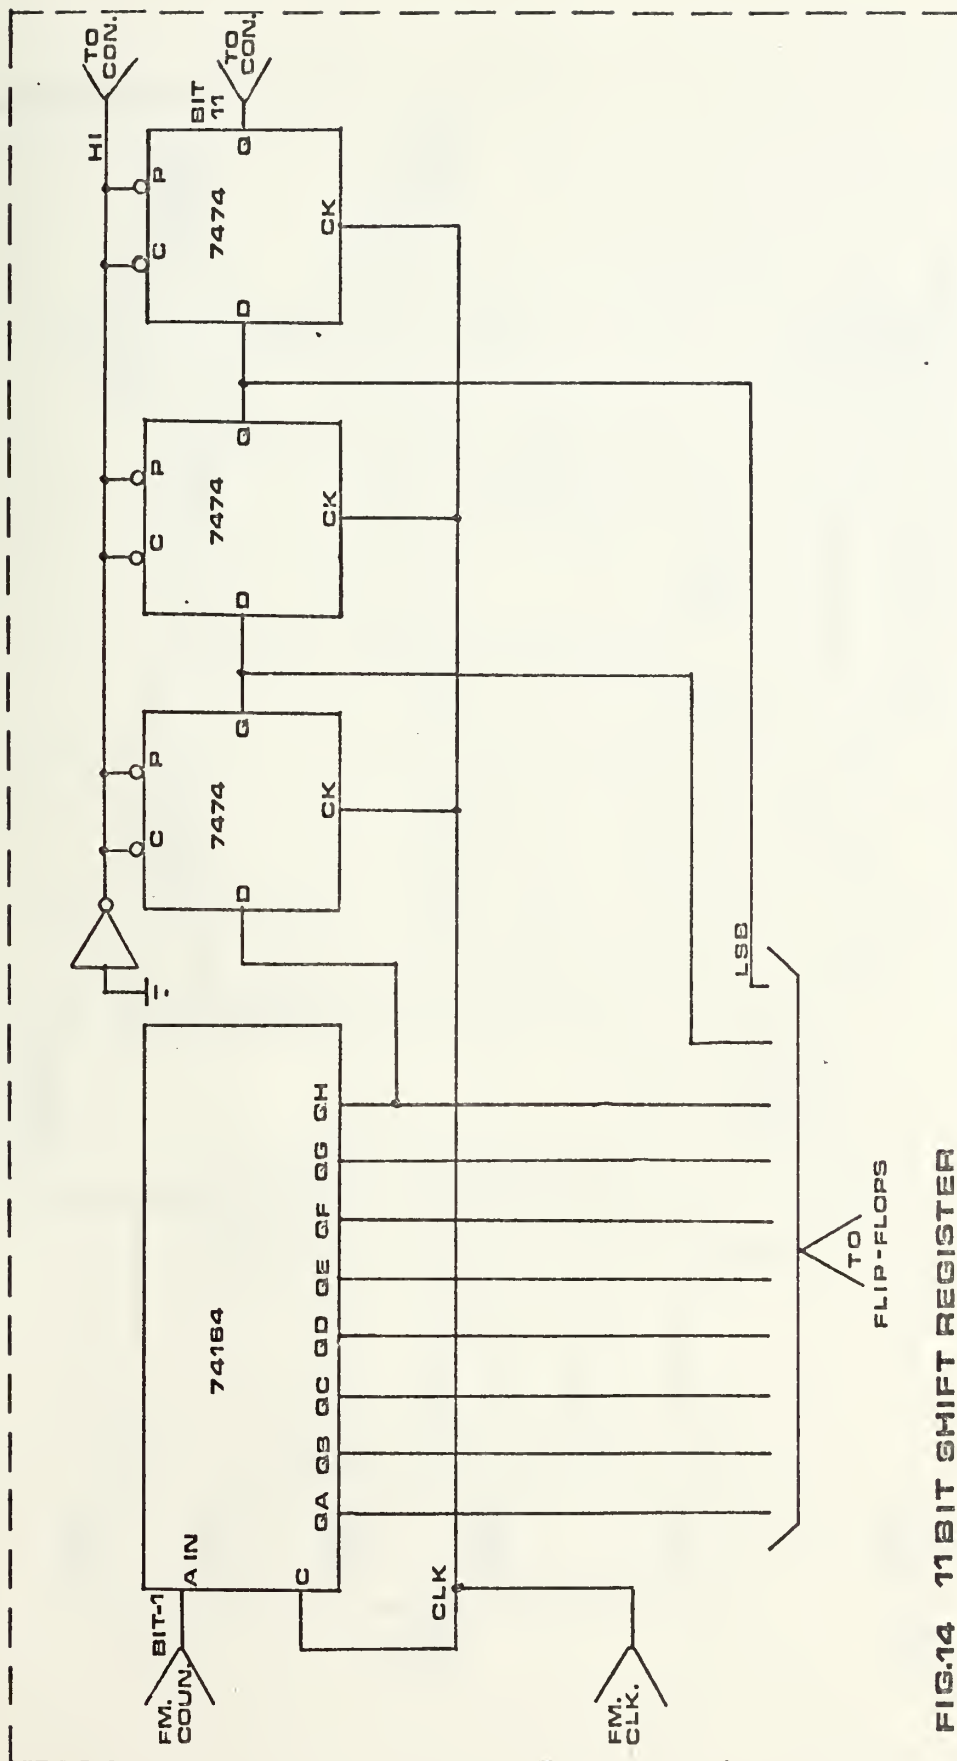 TO
CON.
HI
TO
CON.
BIT
11
C
P
7474
D
Q
CK
C
P
7474
D
Q
CK
C
P
7474
D
Q
CK
BIT-1
A IN
74164
C
QA
QB
QC
QD
QE
QF
QG
QH
FM.
COUN.
CLK
FM.
CLK.
LSB
TO
FLIP-FLOPS
FIG.14 11 BIT SHIFT REGISTER